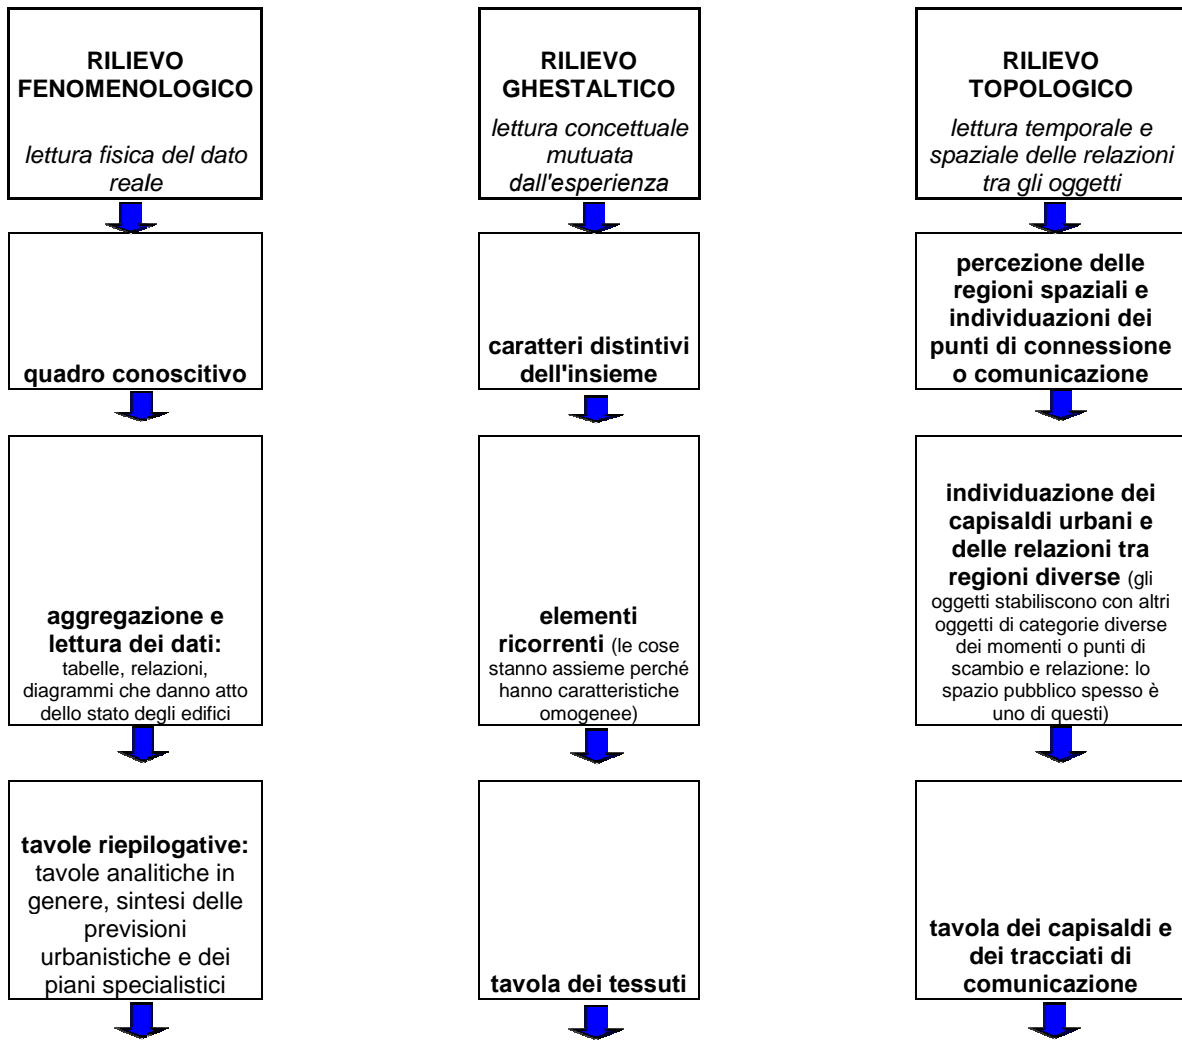 RILIEVO
FENOMENOLOGICO
lettura fisica del dato
reale
quadro conoscitivo
aggregazione e
lettura dei dati:
tabelle, relazioni,
diagrammi che danno atto
dello stato degli edifici
tavole riepilogative:
tavole analitiche in
genere, sintesi delle
previsioni
urbanistiche e dei
piani specialistici
RILIEVO
GHESTALTICO
lettura concettuale
mutuata
dall'esperienza
caratteri distintivi
dell'insieme
elementi
ricorrenti (le cose
stanno assieme perché
hanno caratteristiche
omogenee)
tavola dei tessuti
RILIEVO
TOPOLOGICO
lettura temporale e
spaziale delle relazioni
tra gli oggetti
percezione delle
regioni spaziali e
individuazioni dei
punti di connessione
o comunicazione
individuazione dei
capisaldi urbani e
delle relazioni tra
regioni diverse (gli
oggetti stabiliscono con altri
oggetti di categorie diverse
dei momenti o punti di
scambio e relazione: lo
spazio pubblico spesso è
uno di questi)
tavola dei capisaldi e
dei tracciati di
comunicazione